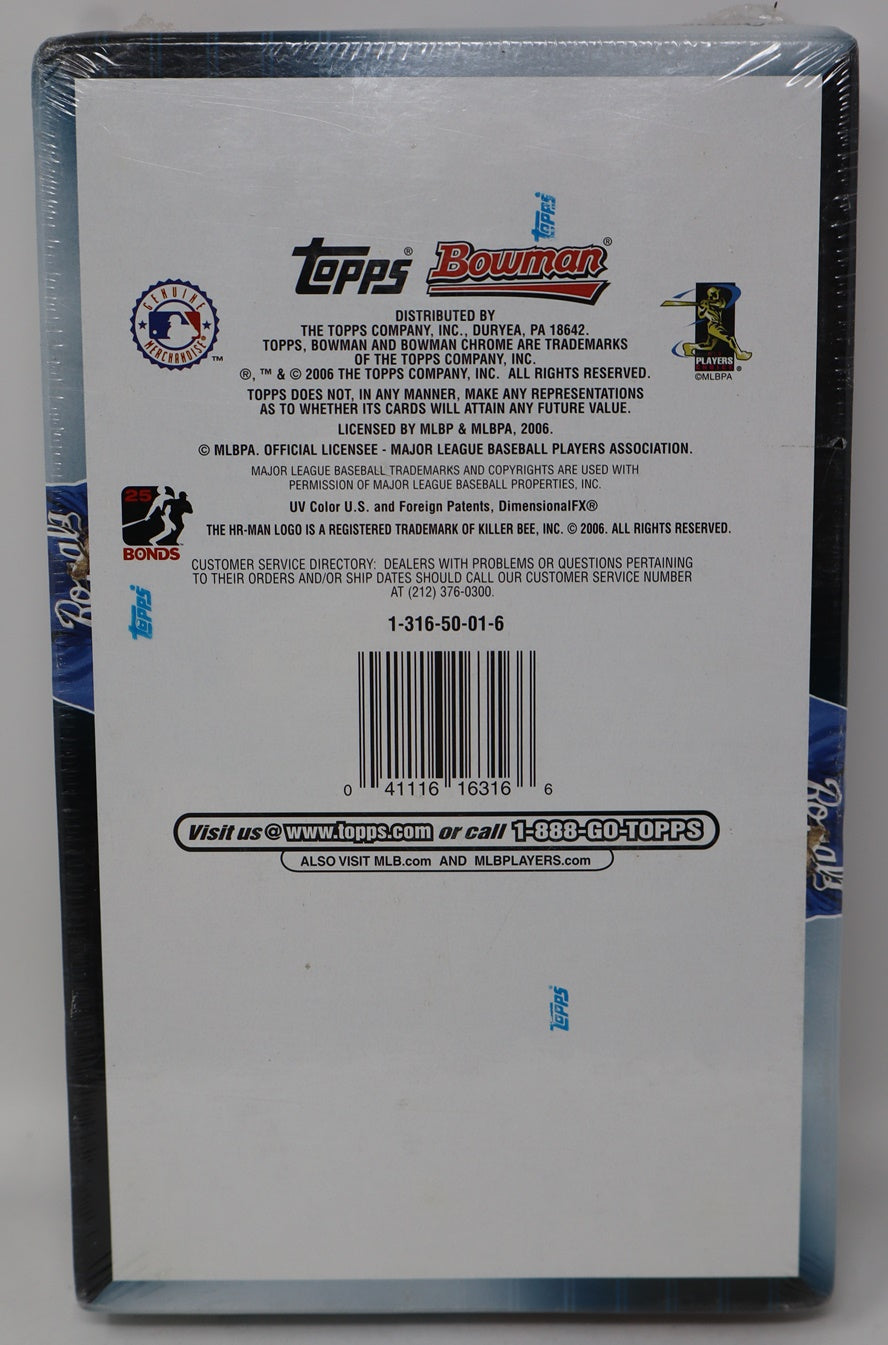 topps
topps® Bowman®
GENUINE
MERCHANDISE
®
™
PLAYERS
CHOICE
®
©MLBPA
DISTRIBUTED BY
THE TOPPS COMPANY, INC., DURYEA, PA 18642.
TOPPS, BOWMAN AND BOWMAN CHROME ARE TRADEMARKS
OF THE TOPPS COMPANY, INC.
®, ™ & © 2006 THE TOPPS COMPANY, INC. ALL RIGHTS RESERVED.
TOPPS DOES NOT, IN ANY MANNER, MAKE ANY REPRESENTATIONS
AS TO WHETHER ITS CARDS WILL ATTAIN ANY FUTURE VALUE.
LICENSED BY MLBP & MLBPA, 2006.
© MLBPA. OFFICIAL LICENSEE - MAJOR LEAGUE BASEBALL PLAYERS ASSOCIATION.
MAJOR LEAGUE BASEBALL TRADEMARKS AND COPYRIGHTS ARE USED WITH
PERMISSION OF MAJOR LEAGUE BASEBALL PROPERTIES, INC.
25
BONDS
UV Color U.S. and Foreign Patents, DimensionalFX®
THE HR-MAN LOGO IS A REGISTERED TRADEMARK OF KILLER BEE, INC. © 2006. ALL RIGHTS RESERVED.
CUSTOMER SERVICE DIRECTORY: DEALERS WITH PROBLEMS OR QUESTIONS PERTAINING
TO THEIR ORDERS AND/OR SHIP DATES SHOULD CALL OUR CUSTOMER SERVICE NUMBER
AT (212) 376-0300.
Royals
topps
1-316-50-01-6
0 41116 16316 6
Visit us@ www.topps.com or call 1-888-GO-TOPPS
ALSO VISIT MLB.com AND MLBPLAYERS.com
Royals
topps